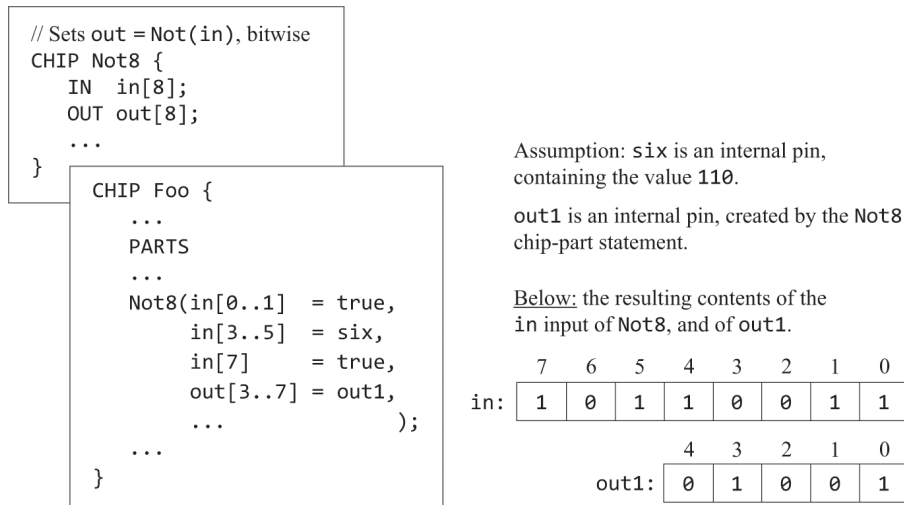 // Sets out = Not(in), bitwise
CHIP Not8 {
IN in[8];
OUT out[8];
...
}
CHIP Foo {
...
PARTS
...
Not8(in[0..1] = true,
in[3..5] = six,
in[7] = true,
out[3..7] = out1,
... );
...
}
Assumption: six is an internal pin,
containing the value 110.
out1 is an internal pin, created by the Not8
chip-part statement.
Below: the resulting contents of the
in input of Not8, and of out1.
7 6 5 4 3 2 1 0
in: 1 0 1 1 0 0 1 1
4 3 2 1 0
out1: 0 1 0 0 1